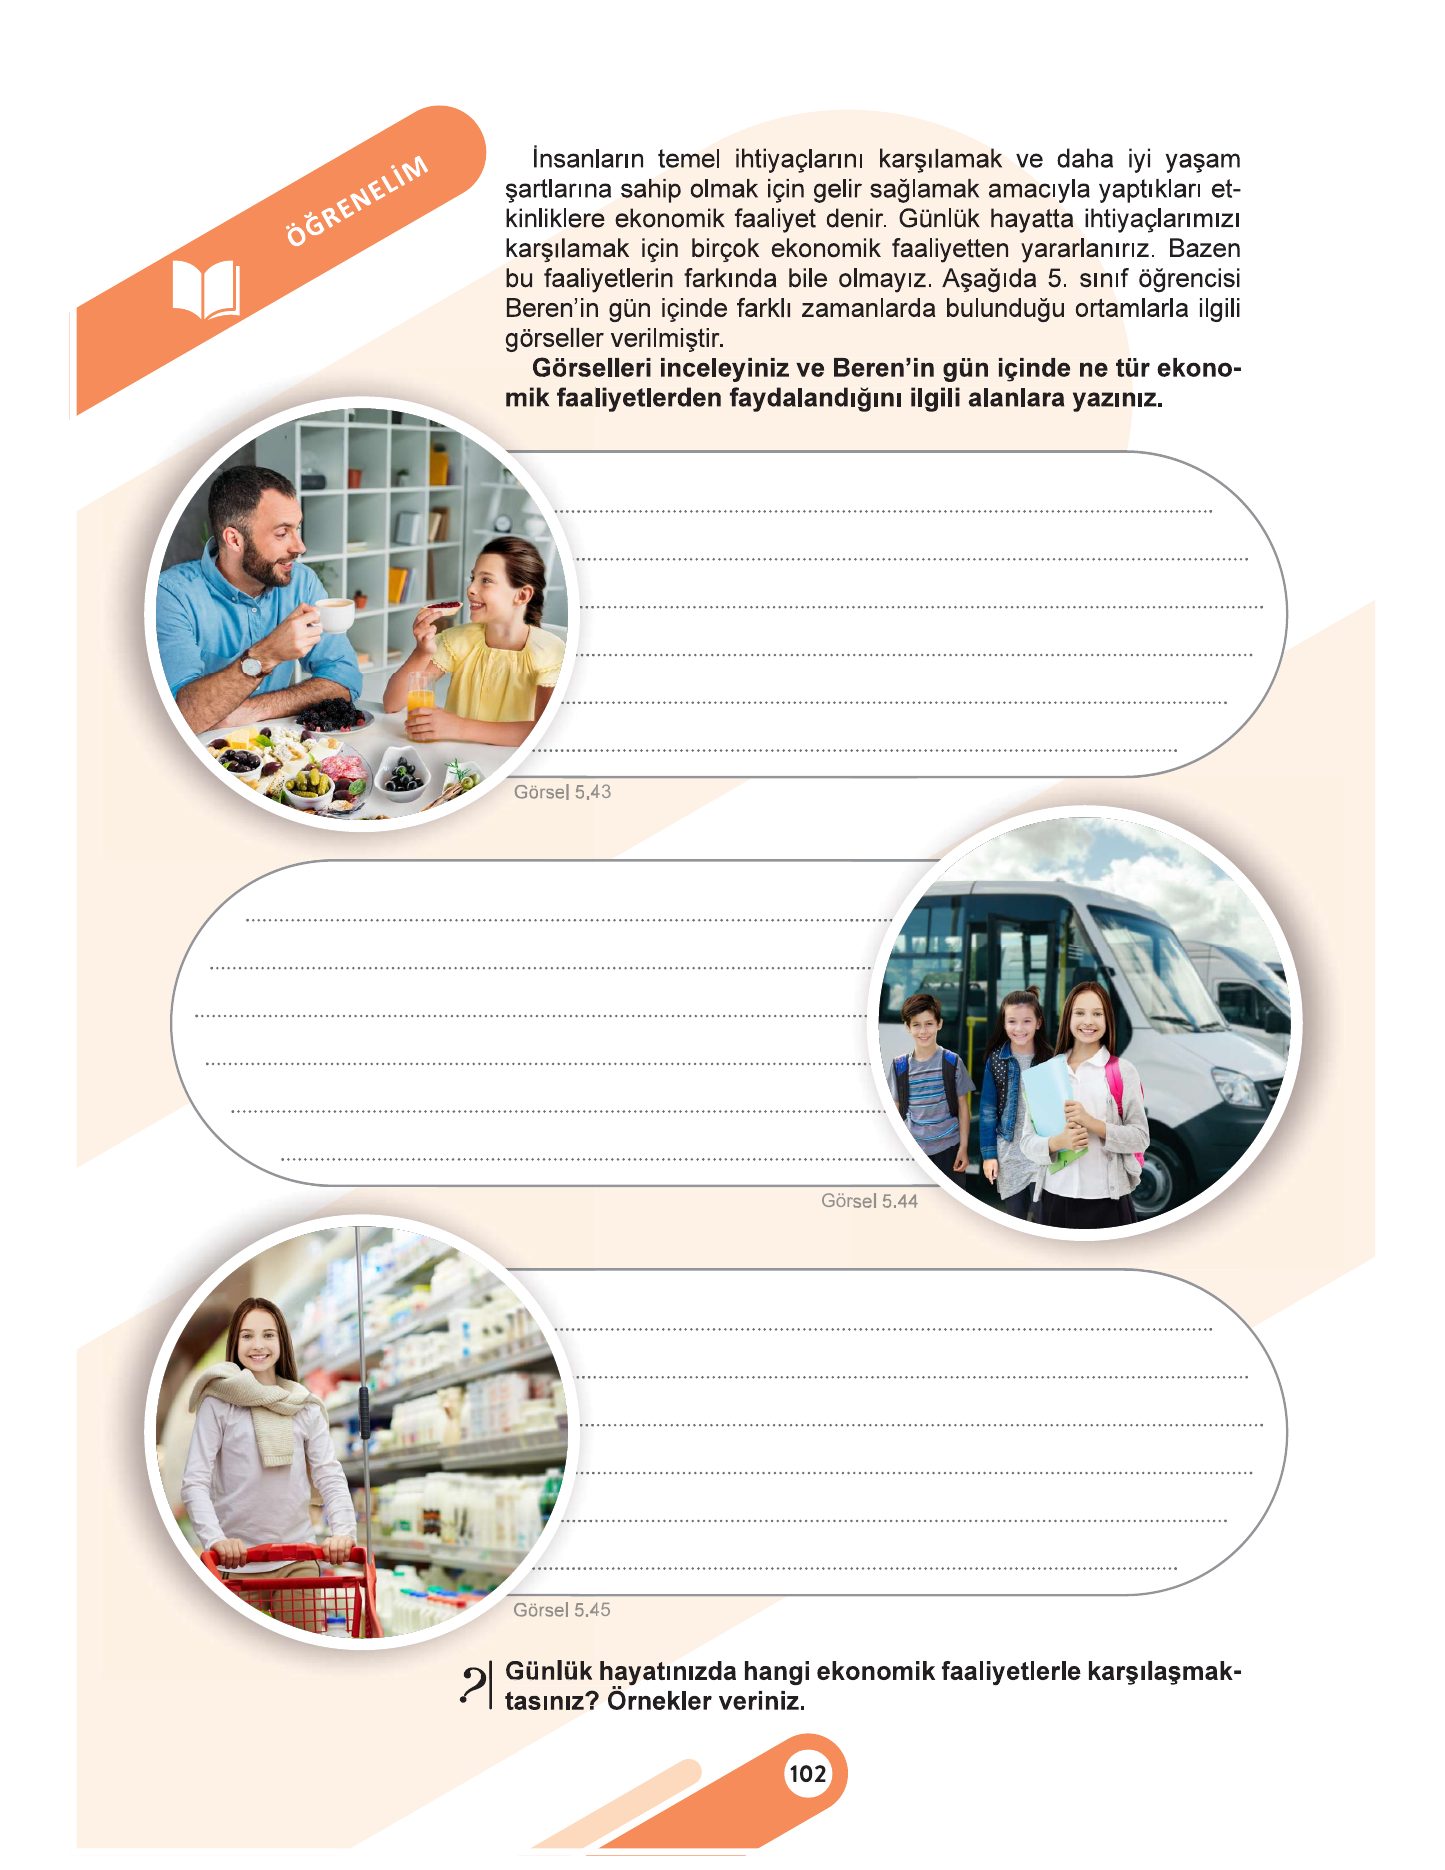 ÖĞRENELİM
İnsanların temel ihtiyaçlarını karşılamak ve daha iyi yaşam
şartlarına sahip olmak için gelir sağlamak amacıyla yaptıkları et-
kinliklere ekonomik faaliyet denir. Günlük hayatta ihtiyaçlarımızı
karşılamak için birçok ekonomik faaliyetten yararlanırız. Bazen
bu faaliyetlerin farkında bile olmayız. Aşağıda 5. sınıf öğrencisi
Beren’in gün içinde farklı zamanlarda bulunduğu ortamlarla ilgili
görseller verilmiştir.
Görselleri inceleyiniz ve Beren’in gün içinde ne tür ekono-
mik faaliyetlerden faydalandığını ilgili alanlara yazınız.
Görsel 5.43
Görsel 5.44
Görsel 5.45
? Günlük hayatınızda hangi ekonomik faaliyetlerle karşılaşmak-
tasınız? Örnekler veriniz.
102